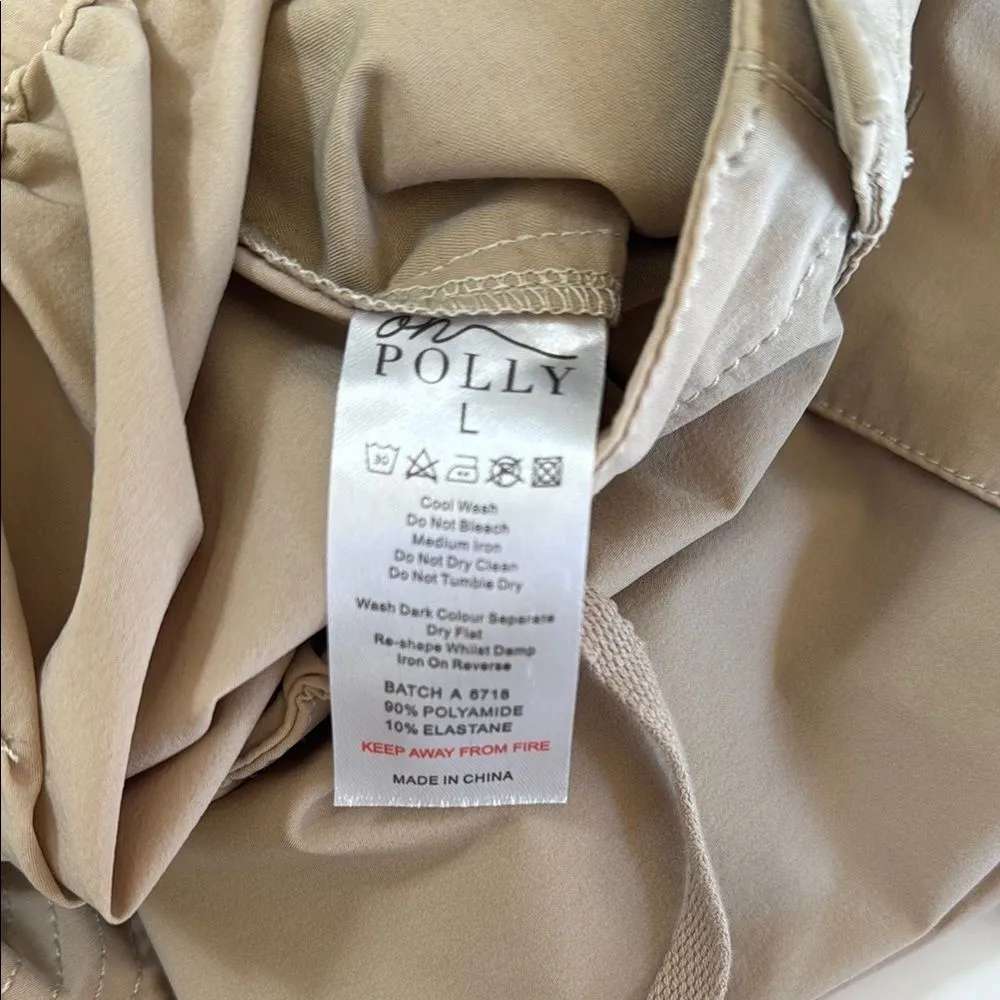 on
POLLY
L
30
Cool Wash
Do Not Bleach
Medium Iron
Do Not Dry Clean
Do Not Tumble Dry
Wash Dark Colour Separate
Dry Flat
Re-shape Whilst Damp
Iron On Reverse
BATCH A 6718
90% POLYAMIDE
10% ELASTANE
KEEP AWAY FROM FIRE
MADE IN CHINA